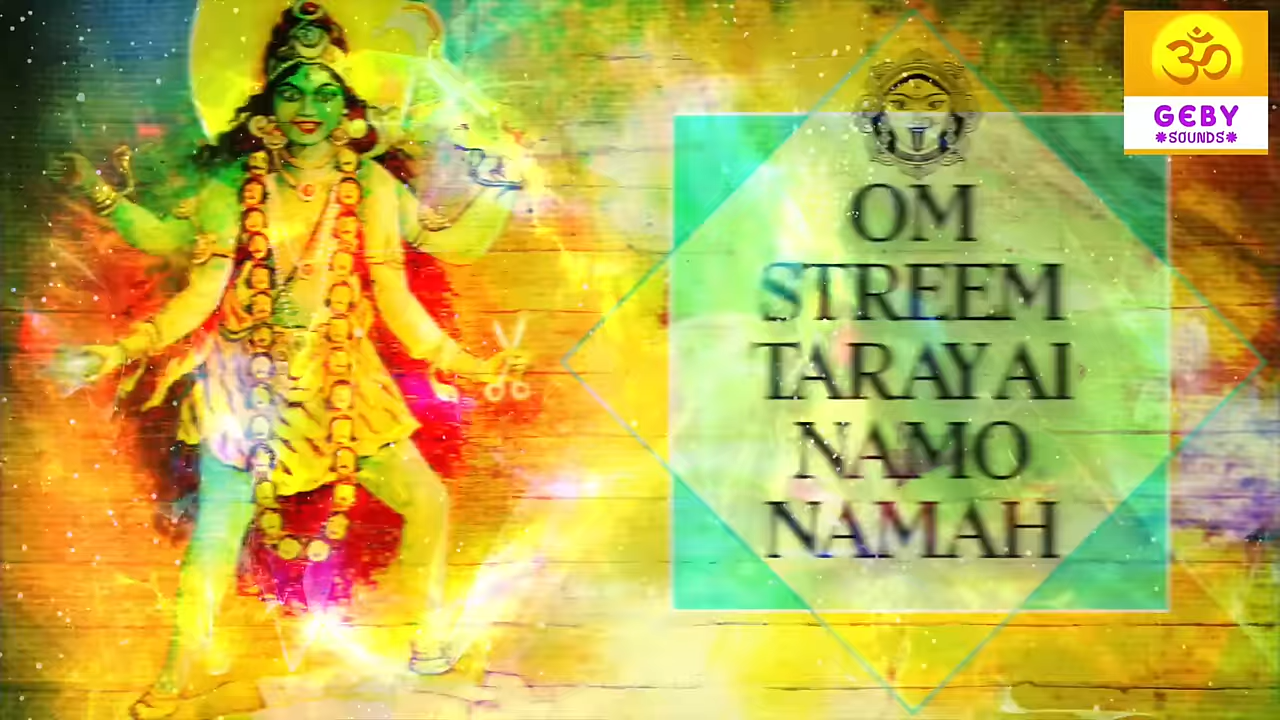 ॐ
GEBY
SOUNDS
OM
STREEM
TARAYAI
NAMO
NAMAH